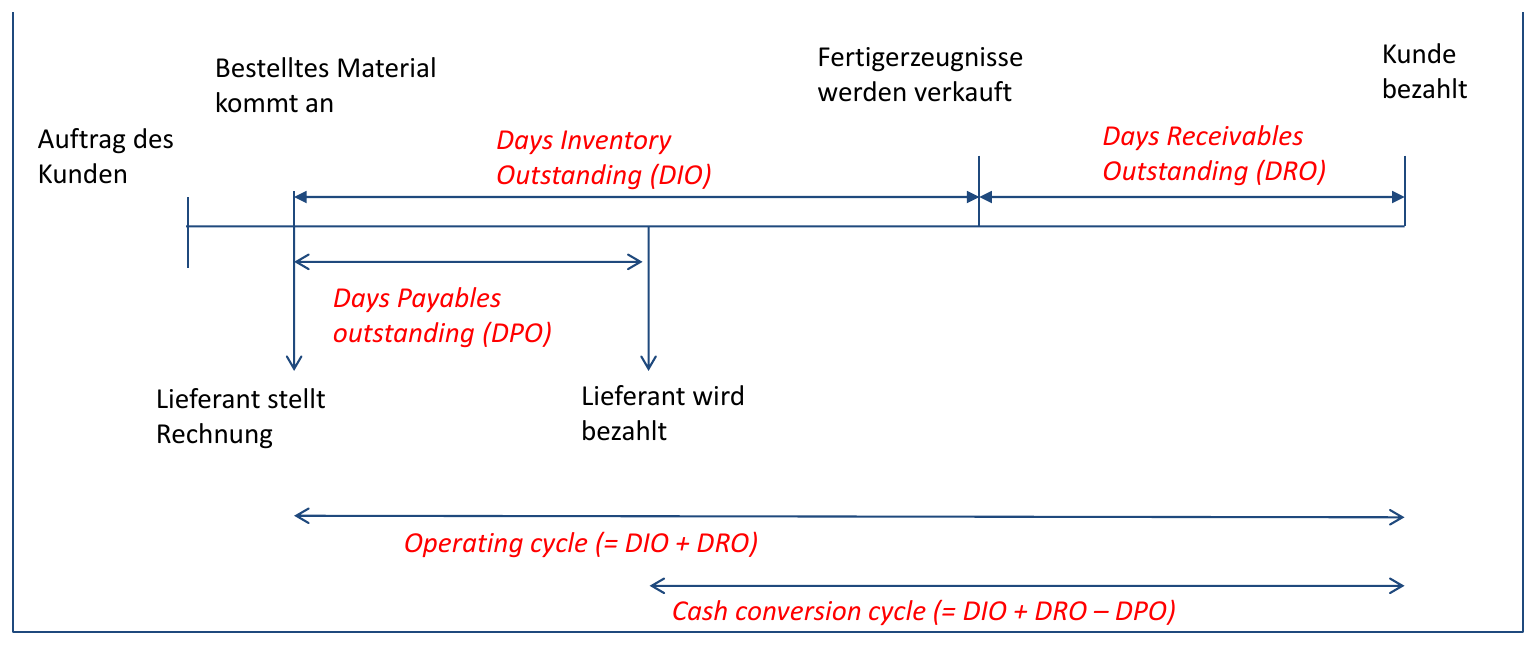 Bestelltes Material
kommt an
Fertigerzeugnisse
werden verkauft
Kunde
bezahlt
Auftrag des
Kunden
Days Inventory
Outstanding (DIO)
Days Receivables
Outstanding (DRO)
Days Payables
outstanding (DPO)
Lieferant stellt
Rechnung
Lieferant wird
bezahlt
Operating cycle (= DIO + DRO)
Cash conversion cycle (= DIO + DRO – DPO)